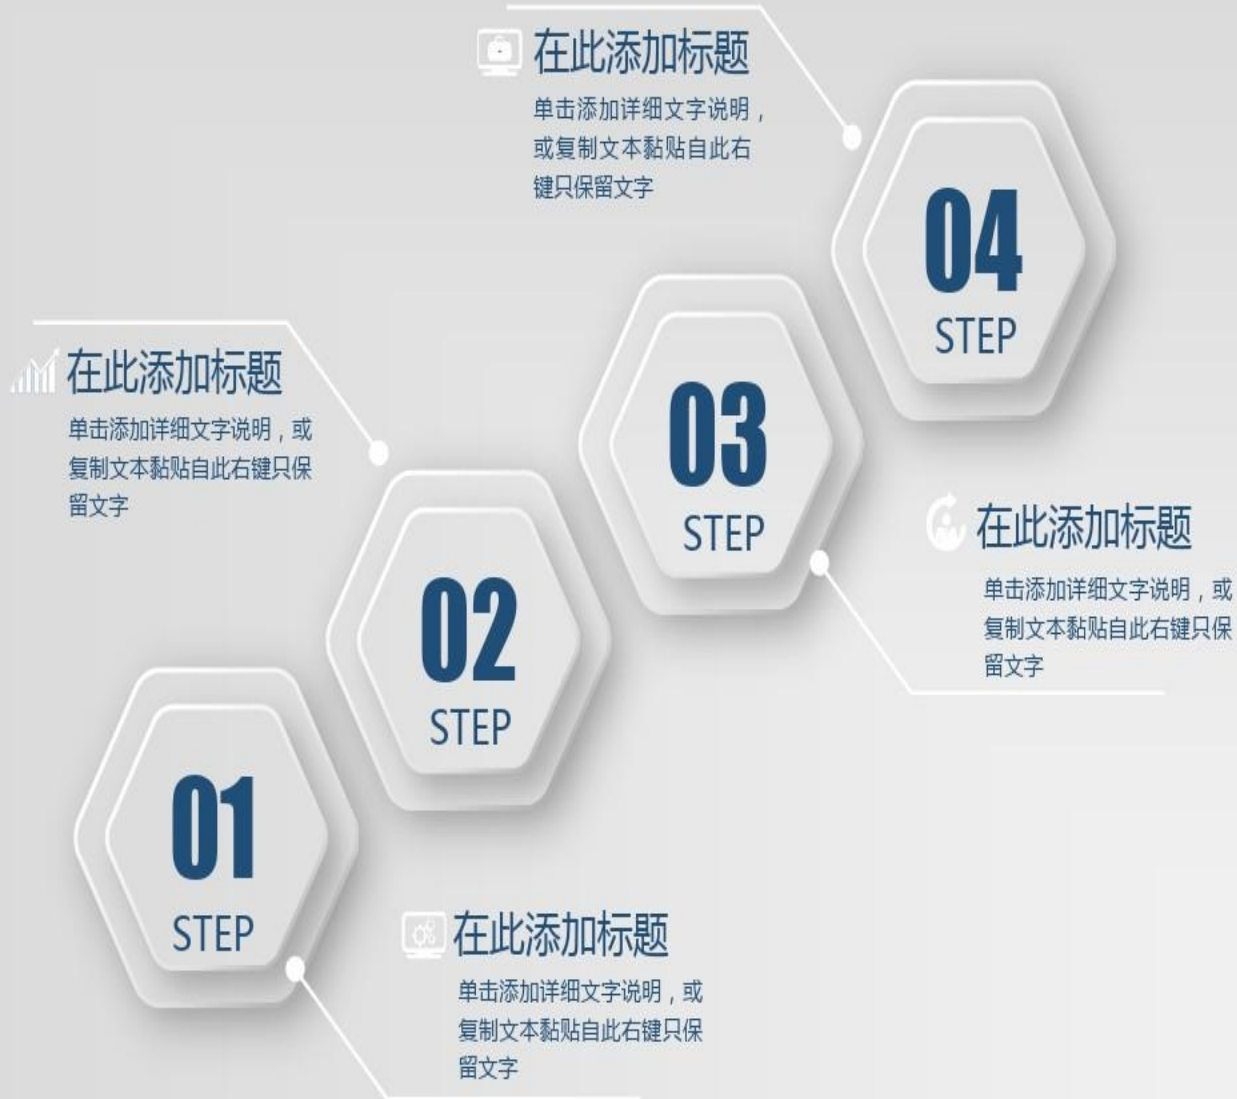 在此添加标题
单击添加详细文字说明，
或复制文本黏贴自此右
键只保留文字
04
STEP
03
STEP
在此添加标题
单击添加详细文字说明，或
复制文本黏贴自此右键只保
留文字
在此添加标题
单击添加详细文字说明，或
复制文本黏贴自此右键只保
留文字
02
STEP
01
STEP
在此添加标题
单击添加详细文字说明，或
复制文本黏贴自此右键只保
留文字